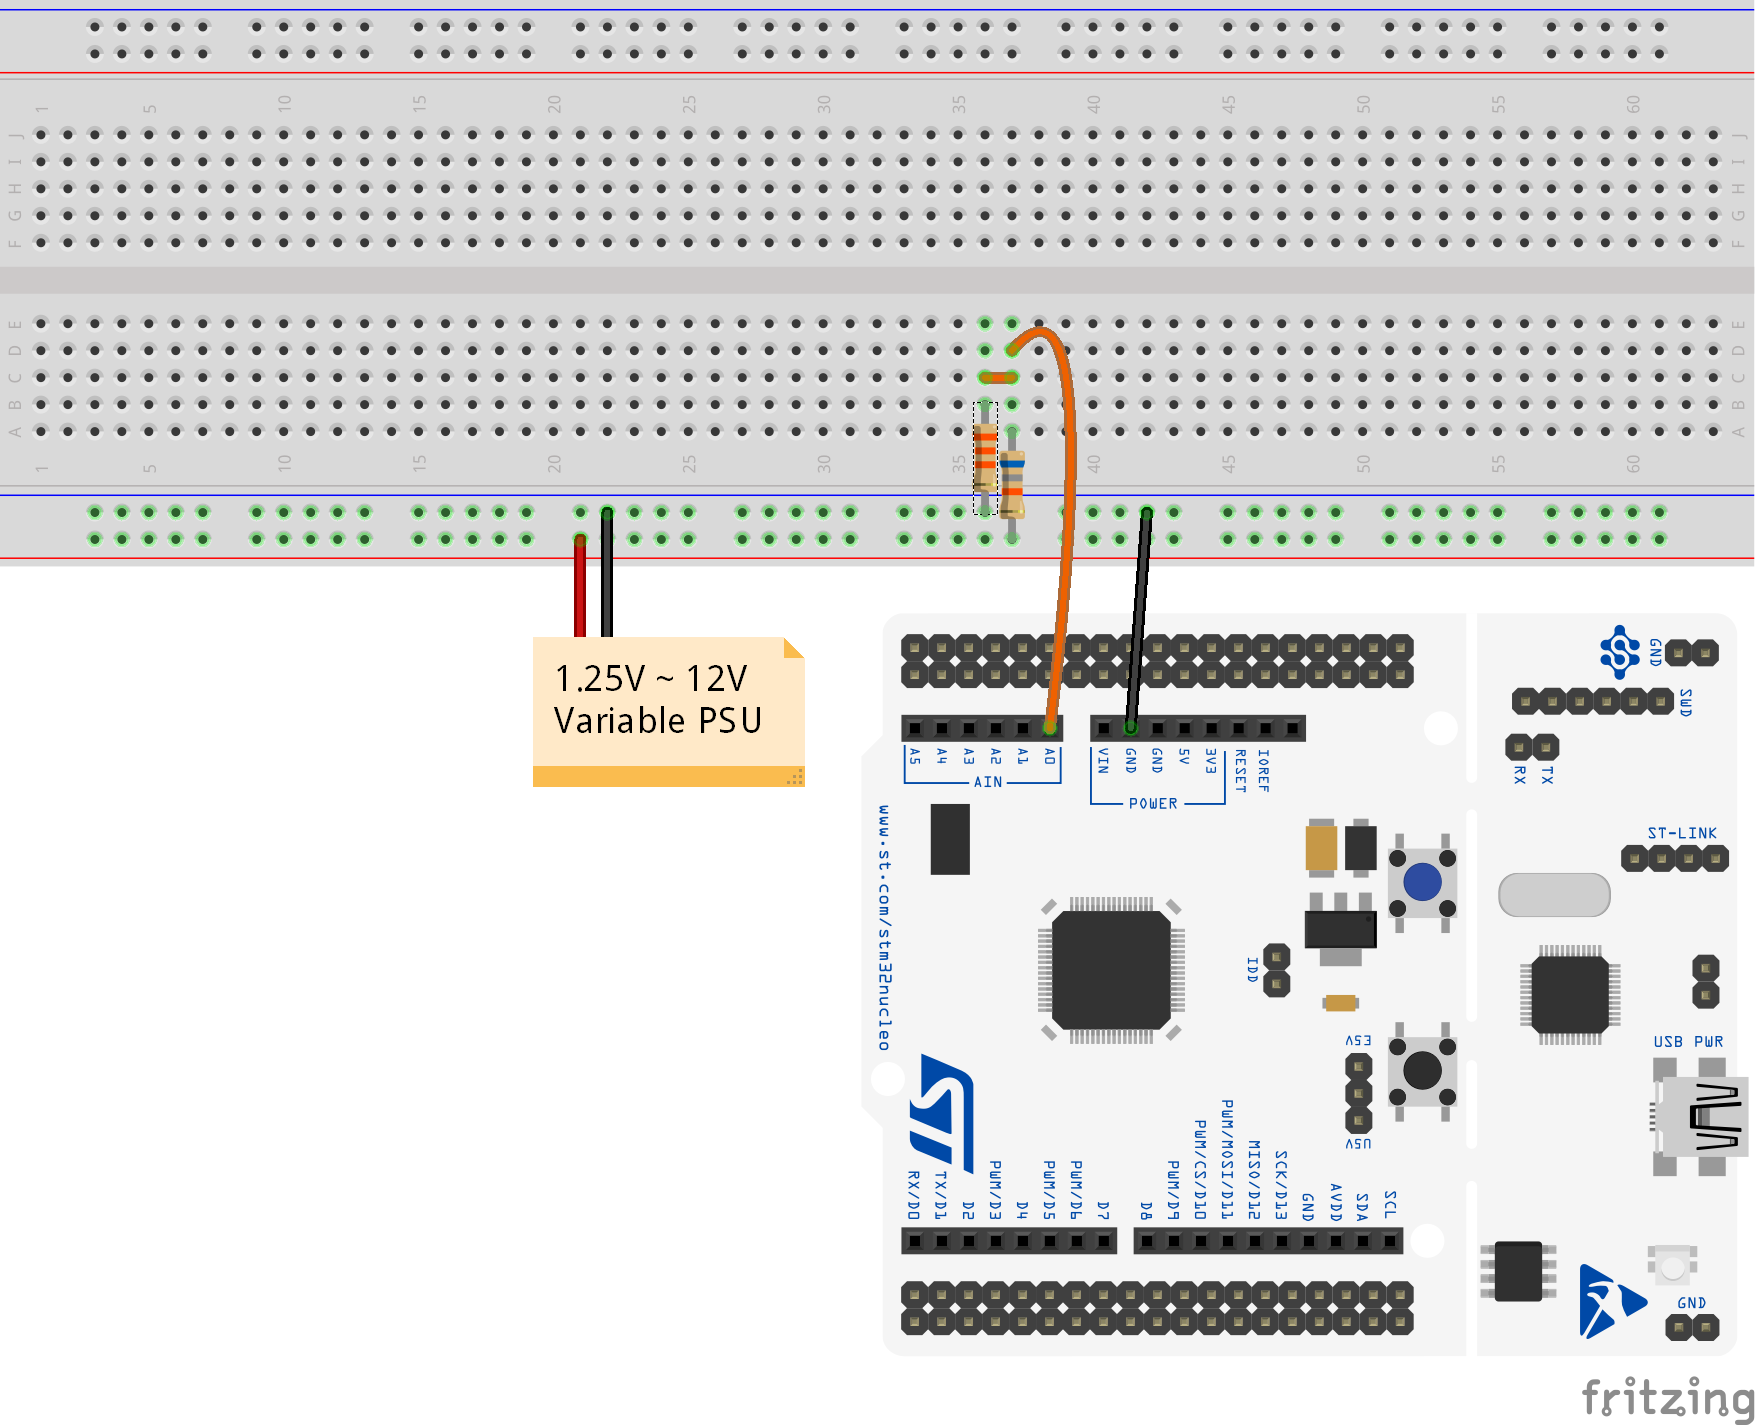 1 5 10 15 20 25 30 35 40 45 50 55 60
J J
I I
H H
G G
F F
E E
D D
C C
B B
A A
1 5 10 15 20 25 30 35 40 45 50 55 60
1.25V ~ 12V
Variable PSU
GND
SWD
RX TX
A5 A4 A3 A2 A1 A0
AIN
VIN GND GND 5V 3V3 RESET IOREF
POWER
www.st.com/stm32nucleo
ST-LINK
IDD
E5V
U5V
USB PWR
RX/D0 TX/D1 D2 PWM/D3 D4 PWM/D5 PWM/D6 D7 D8 PWM/D9 PWM/CS/D10 PWM/MOSI/D11 MISO/D12 SCK/D13 GND AVDD SDA SCL
GND
fritzing